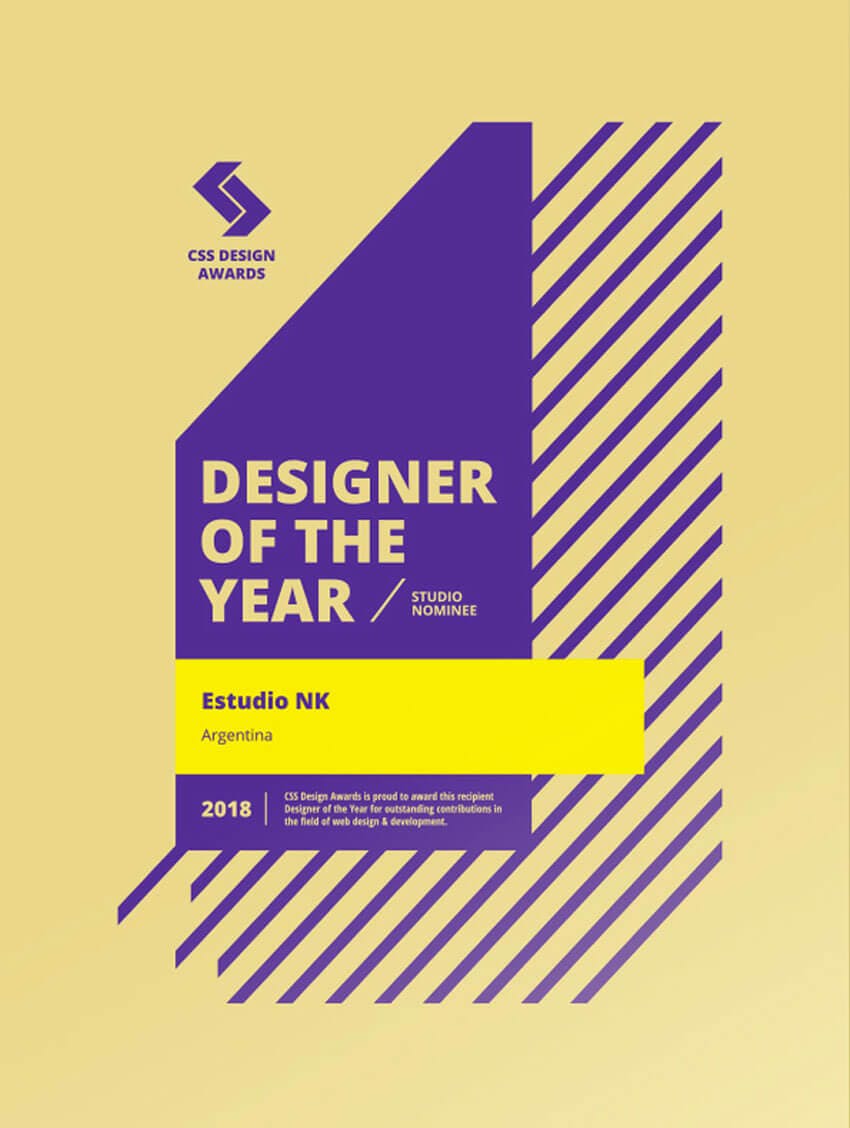 CSS DESIGN
AWARDS
DESIGNER
OF THE
YEAR / STUDIO
NOMINEE
Estudio NK
Argentina
2018 | CSS Design Awards is proud to award this recipient
Designer of the Year for outstanding contributions in
the field of web design & development.